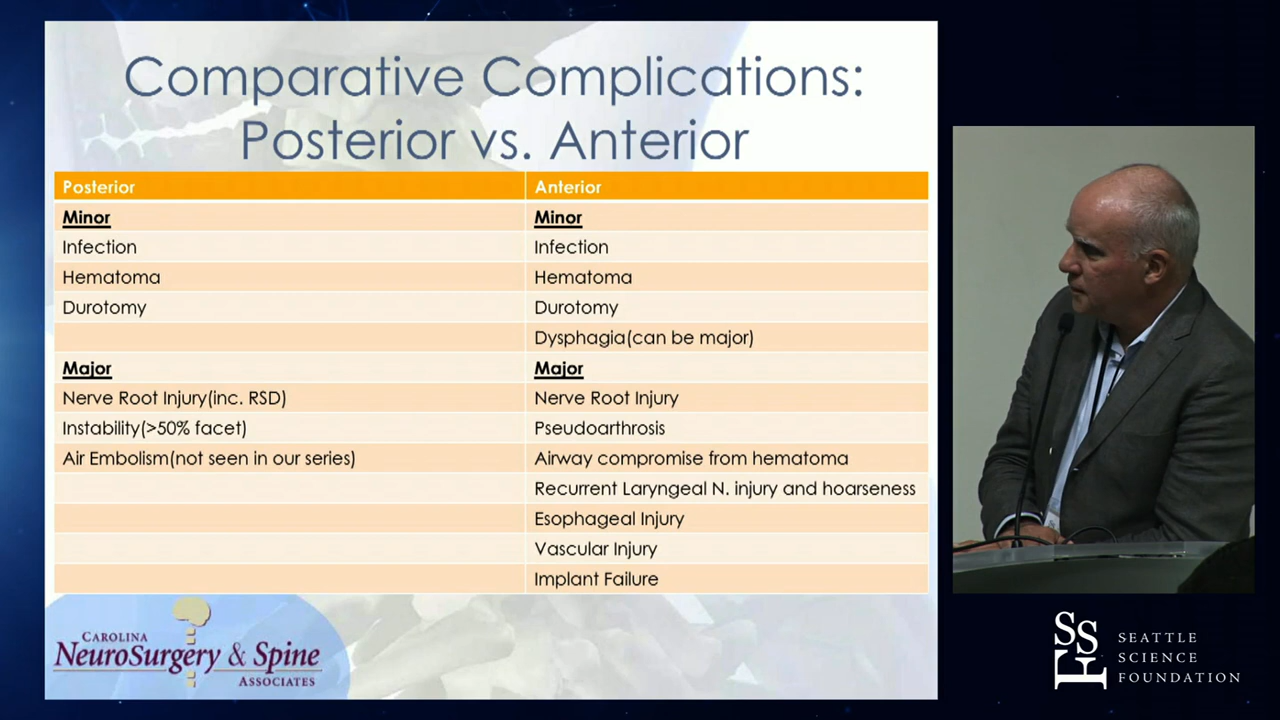 Comparative Complications:
Posterior vs. Anterior
Posterior Anterior
Minor Minor
Infection Infection
Hematoma Hematoma
Durotomy Durotomy
Dysphagia(can be major)
Major Major
Nerve Root Injury(inc. RSD) Nerve Root Injury
Instability(>50% facet) Pseudoarthrosis
Air Embolism(not seen in our series) Airway compromise from hematoma
Recurrent Laryngeal N. injury and hoarseness
Esophageal Injury
Vascular Injury
Implant Failure
CAROLINA
NEUROSURGERY & SPINE
ASSOCIATES
SSF
SEATTLE
SCIENCE
FOUNDATION